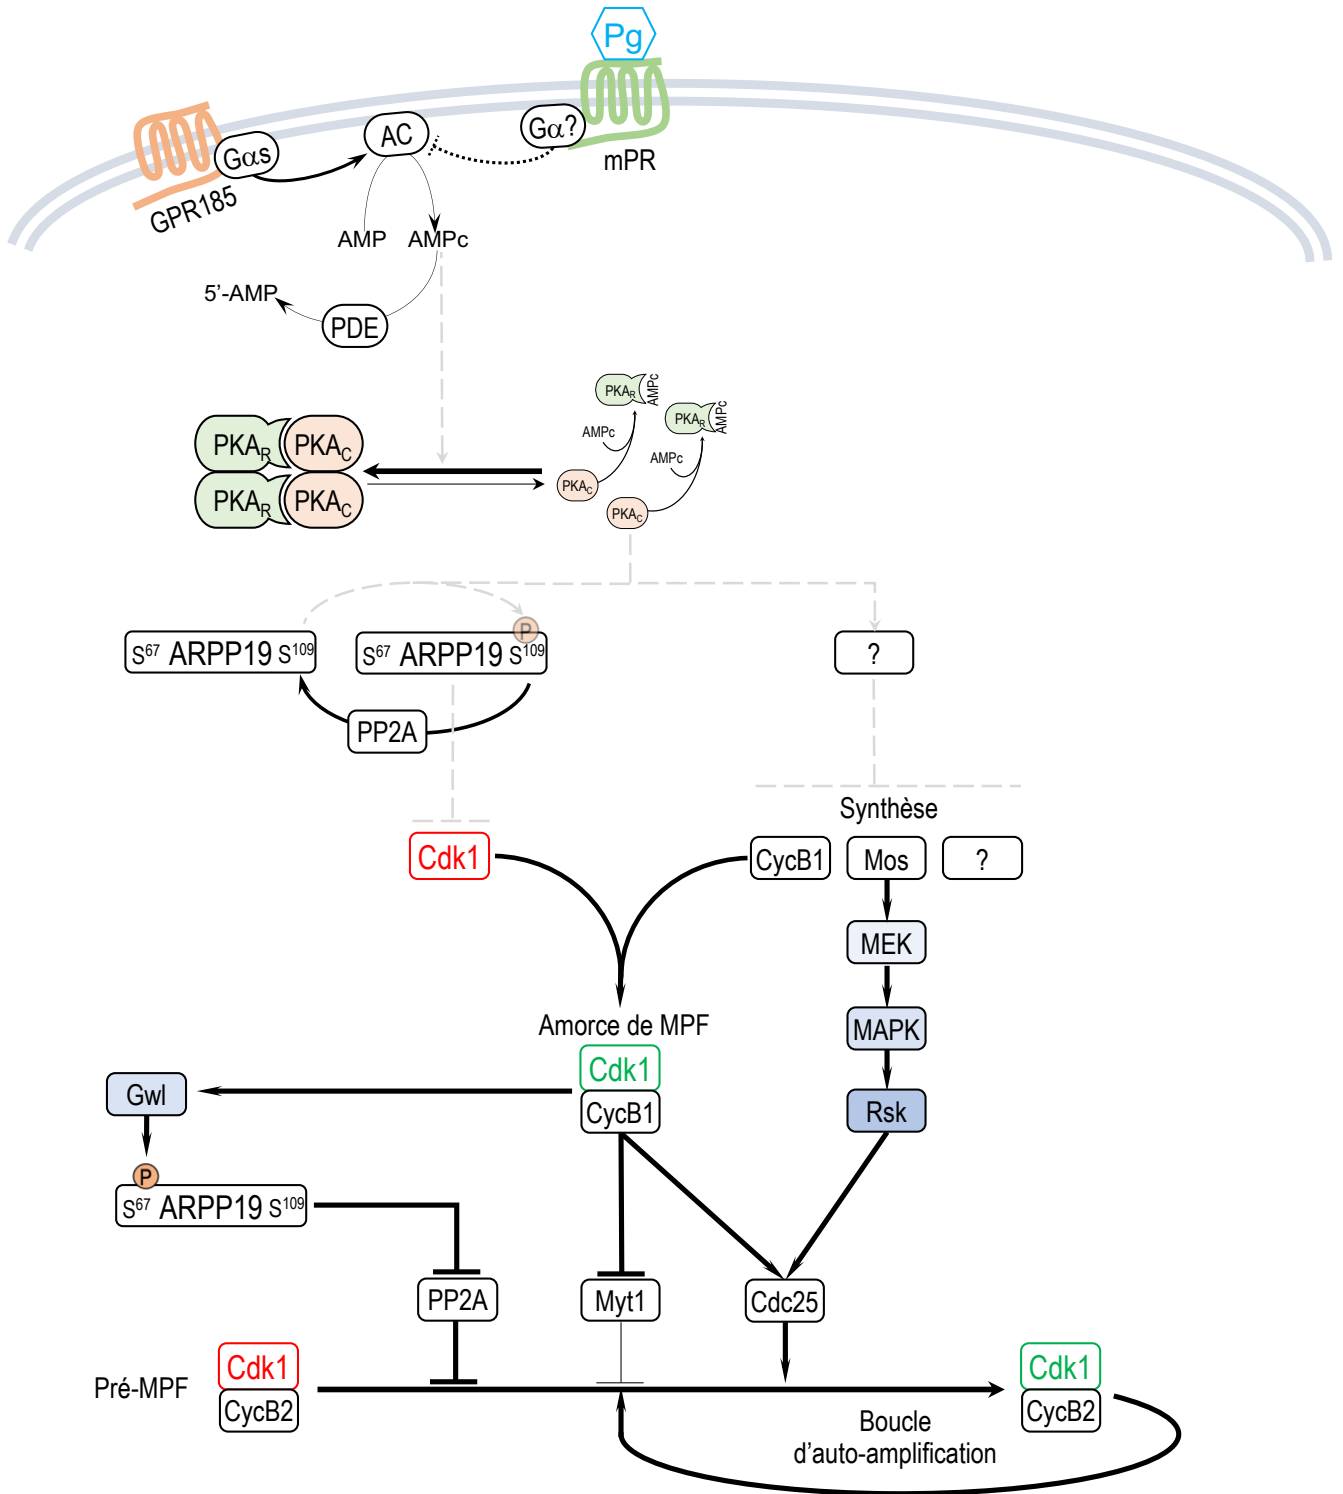 Pg
AC
Gα?
Gαs
mPR
GPR185
AMP AMPc
5'-AMP
PDE
PKAR AMPc
PKAR AMPc
AMPc
AMPc
PKAR PKAC
PKAR PKAC
PKAC
PKAC
P
S67 ARPP19 S109
S67 ARPP19 S109
?
PP2A
Synthèse
Cdk1
CycB1
Mos
?
MEK
Amorce de MPF
MAPK
Cdk1
CycB1
Gwl
Rsk
P
S67 ARPP19 S109
PP2A
Myt1
Cdc25
Pré-MPF
Cdk1
CycB2
Cdk1
CycB2
Boucle
d'auto-amplification